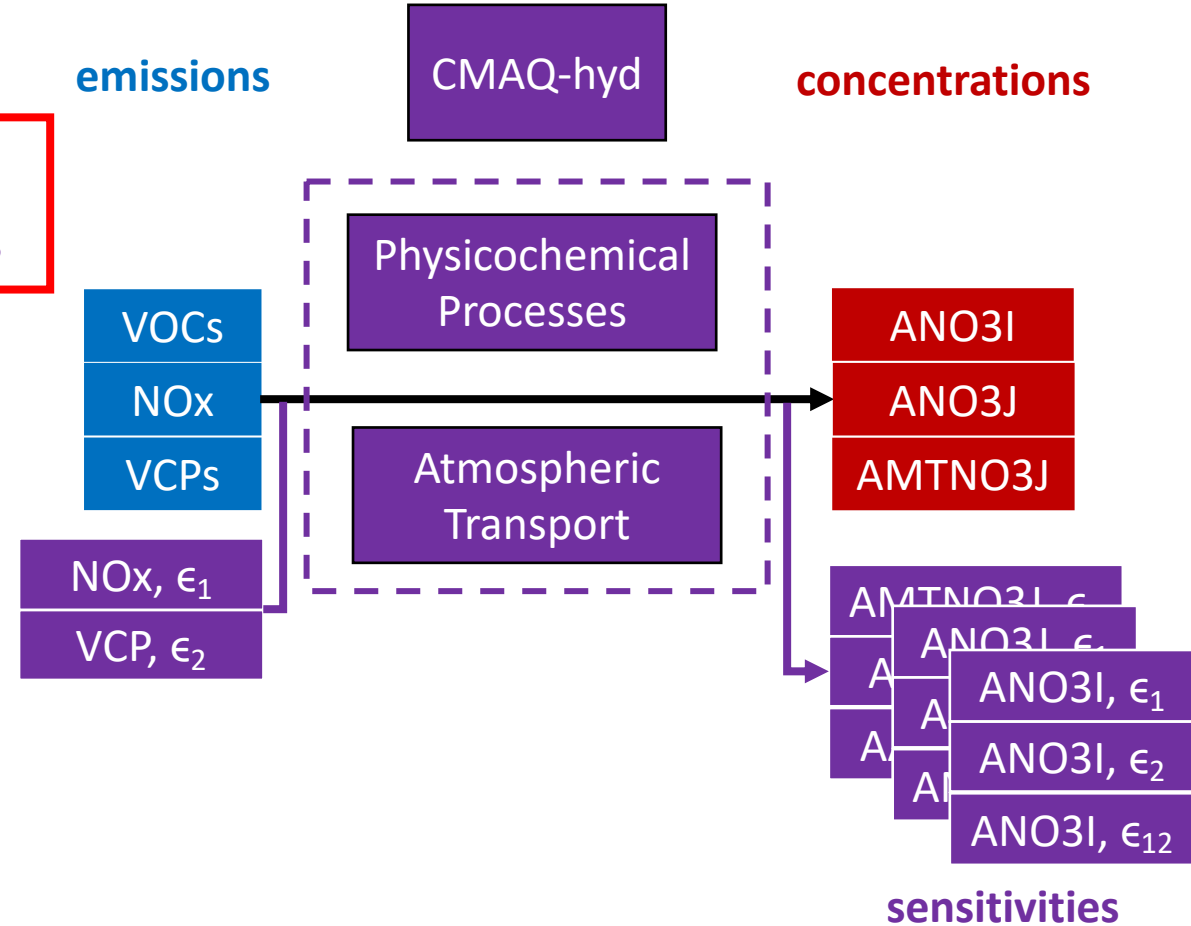 emissions
CMAQ-hyd
concentrations
Physicochemical
Processes
VOCs
NOx
VCPs
ANO3I
ANO3J
AMTNO3J
Atmospheric
Transport
NOx, ϵ₁
VCP, ϵ₂
ANO3I, ϵ₁
ANO3I, ϵ₂
ANO3I, ϵ₁₂
sensitivities